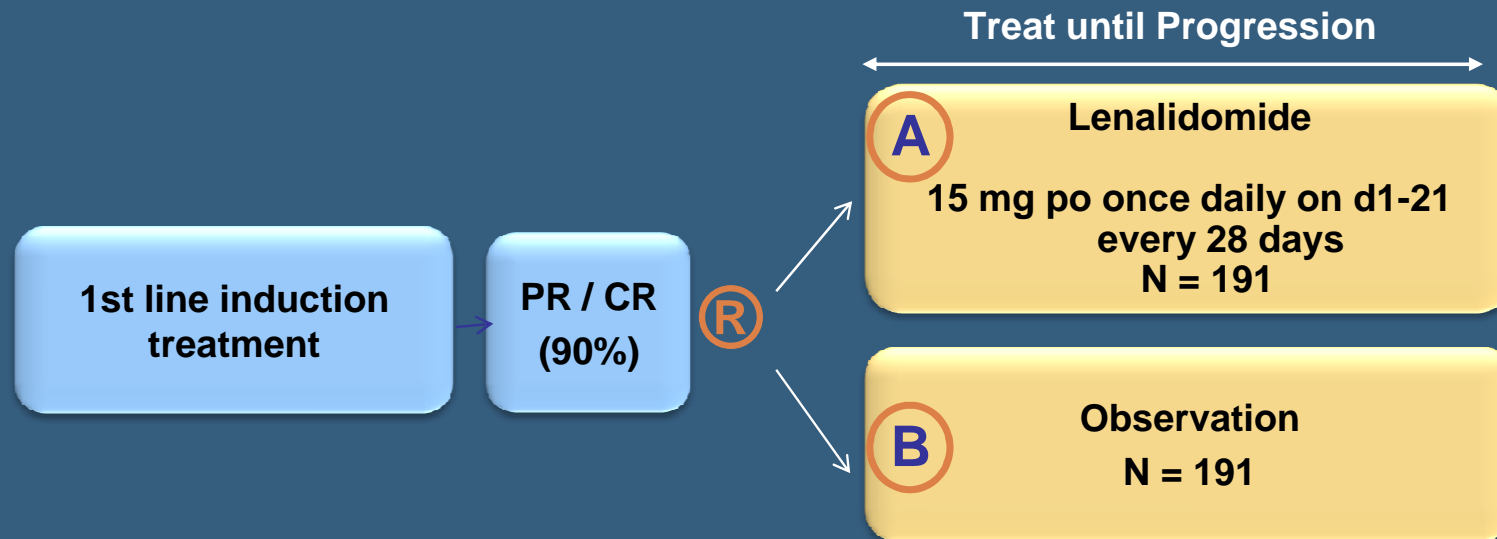 Treat until Progression
1st line induction
treatment
PR / CR
(90%)
R
A
Lenalidomide
15 mg po once daily on d1-21
every 28 days
N = 191
B
Observation
N = 191